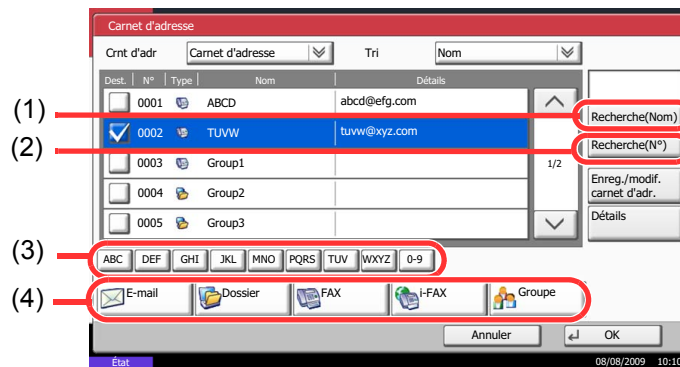 Carnet d'adresse
Crnt d'adr Carnet d'adresse Tri Nom
Dest. N° Type Nom Détails
0001 ABCD abcd@efg.com
(1) Recherche(Nom)
0002 TUVW tuvw@xyz.com
(2) Recherche(N°)
0003 Group1 1/2
Enreg./modif.
carnet d'adr.
0004 Group2
Détails
0005 Group3
(3) ABC DEF GHI JKL MNO PQRS TUV WXYZ 0-9
(4) E-mail Dossier FAX i-FAX Groupe
Annuler OK
État 08/08/2009 10:10